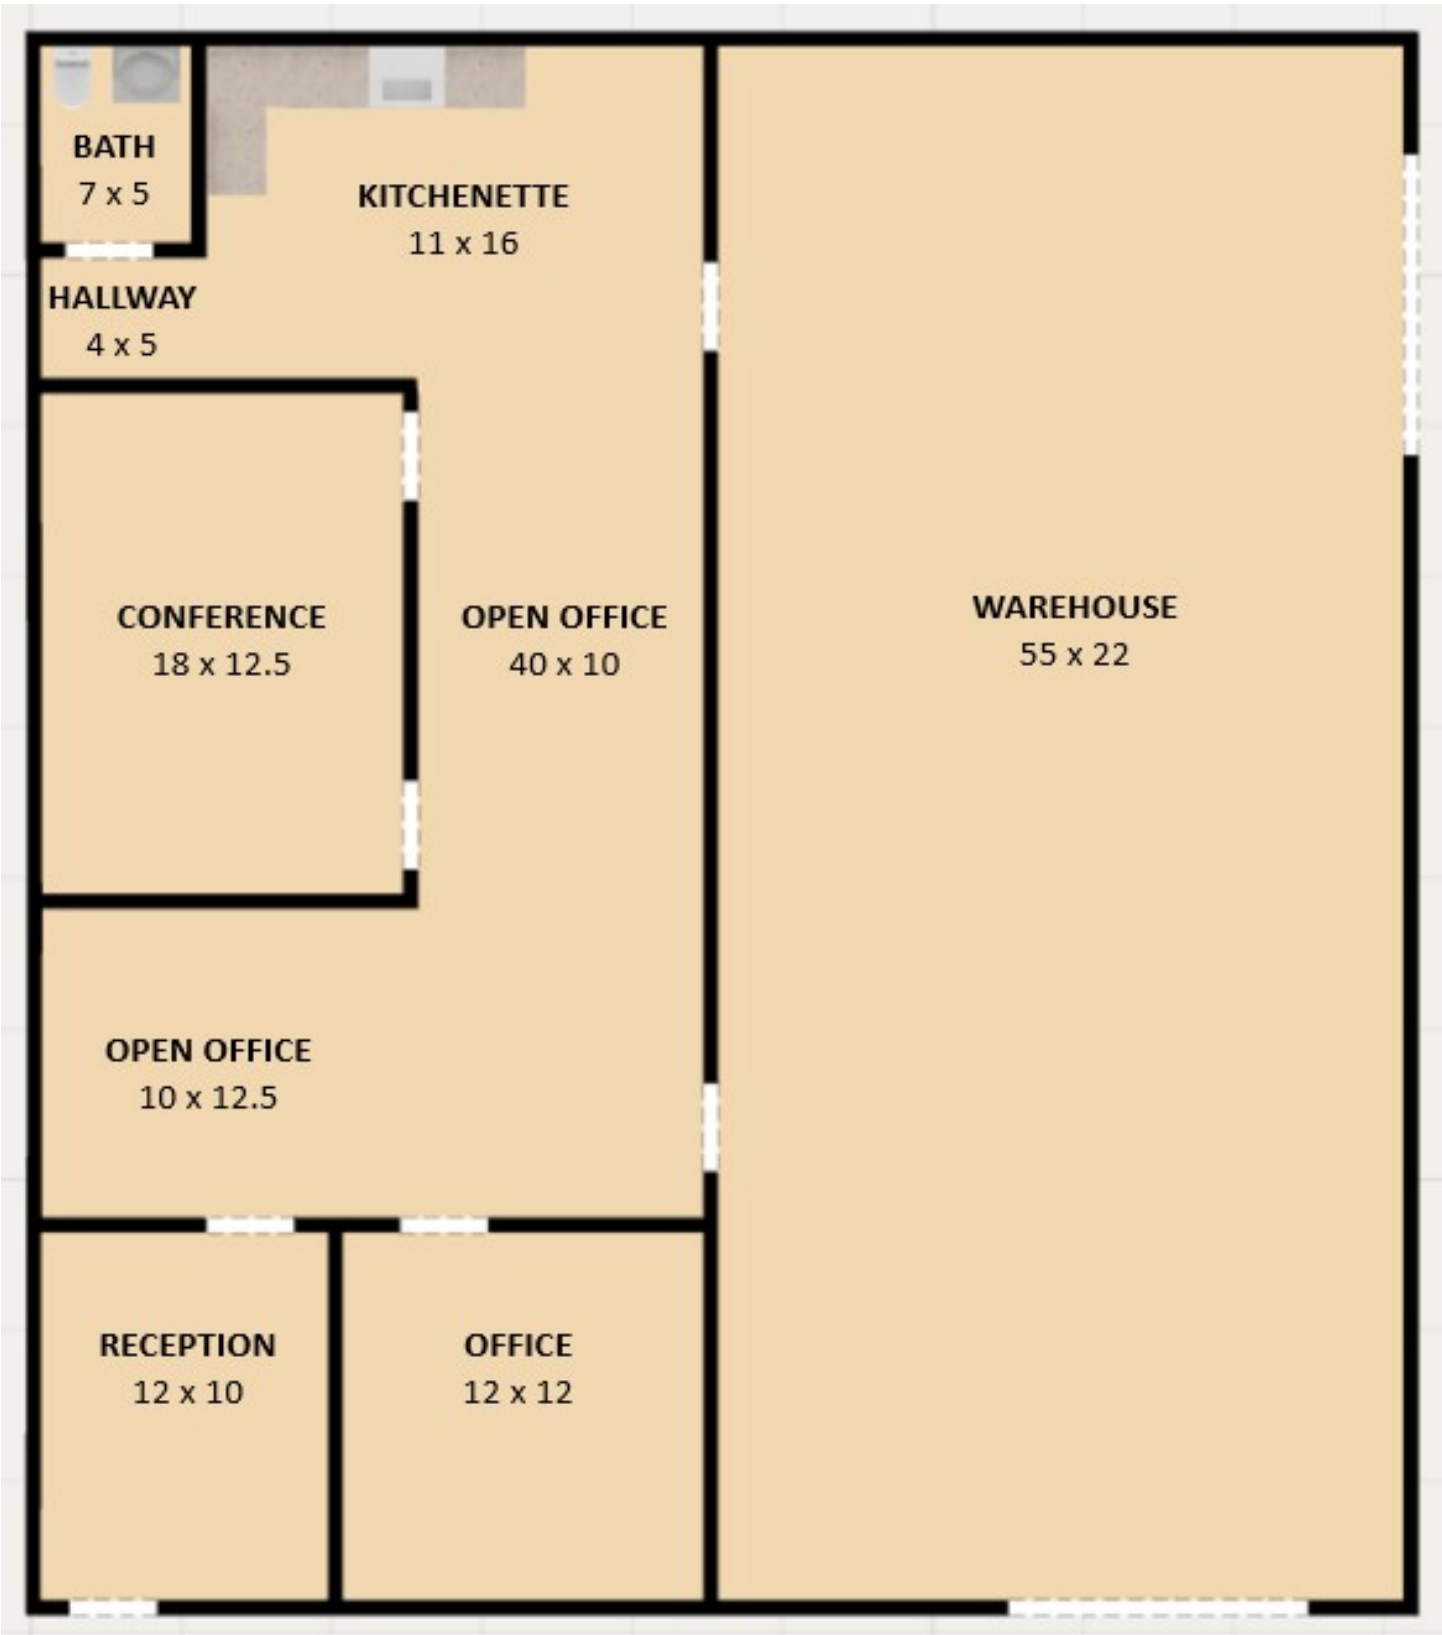 BATH
7 x 5
KITCHENETTE
11 x 16
HALLWAY
4 x 5
CONFERENCE
18 x 12.5
OPEN OFFICE
40 x 10
WAREHOUSE
55 x 22
OPEN OFFICE
10 x 12.5
RECEPTION
12 x 10
OFFICE
12 x 12